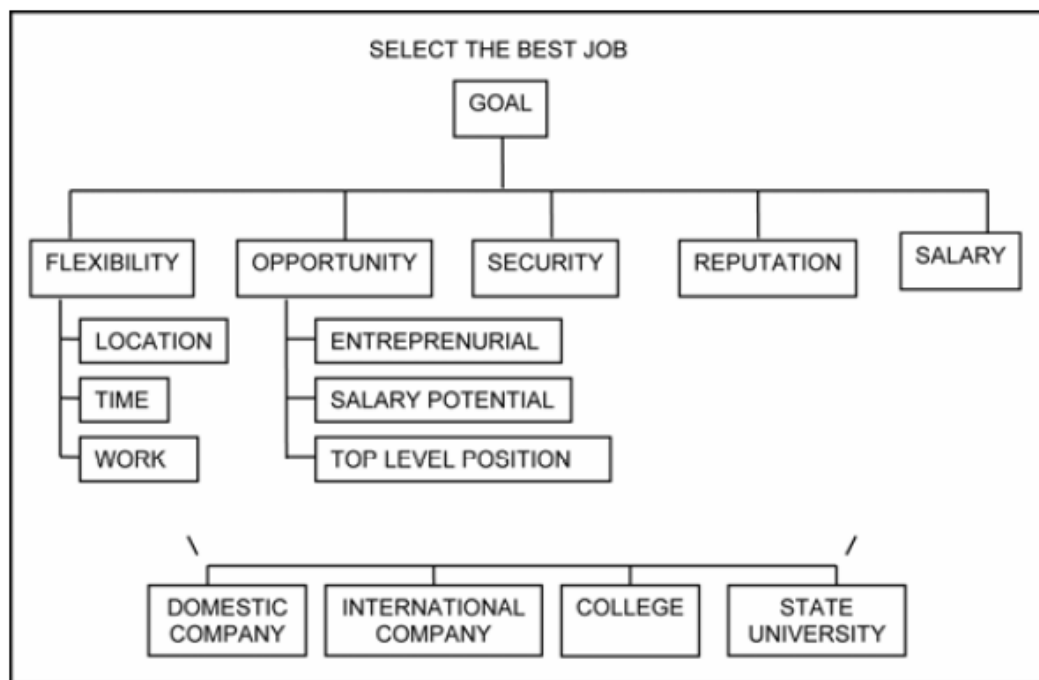 SELECT THE BEST JOB
GOAL
FLEXIBILITY
OPPORTUNITY
SECURITY
REPUTATION
SALARY
LOCATION
TIME
WORK
ENTREPRENURIAL
SALARY POTENTIAL
TOP LEVEL POSITION
DOMESTIC
COMPANY
INTERNATIONAL
COMPANY
COLLEGE
STATE
UNIVERSITY